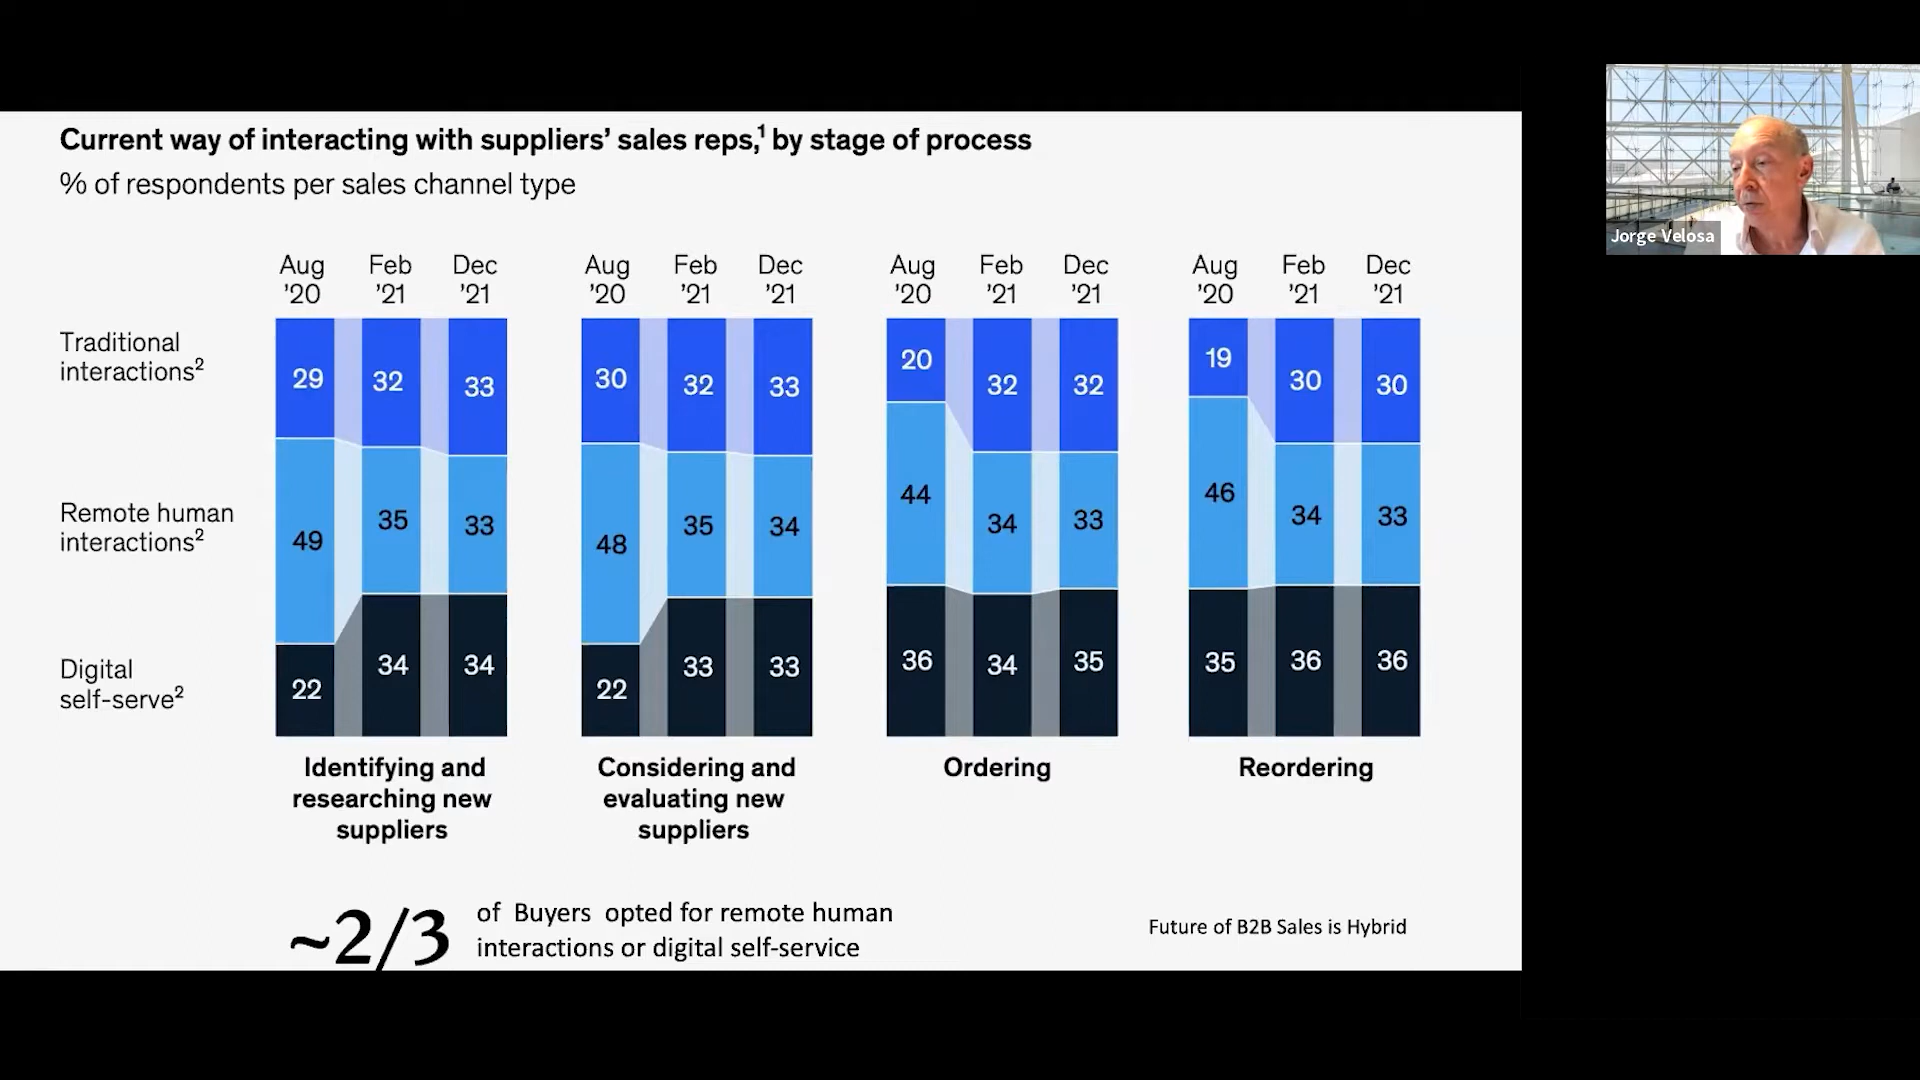 Current way of interacting with suppliers’ sales reps,¹ by stage of process
% of respondents per sales channel type
Aug Feb Dec Aug Feb Dec Aug Feb Dec Aug Feb Dec
’20 ’21 ’21 ’20 ’21 ’21 ’20 ’21 ’21 ’20 ’21 ’21
Traditional
interactions²
29 32 33 30 32 33 20 32 32 19 30 30
Remote human
interactions²
49 35 33 48 35 34 44 34 33 46 34 33
Digital
self-serve²
22 34 34 22 33 33 36 34 35 35 36 36
Identifying and
researching new
suppliers
Considering and
evaluating new
suppliers
Ordering
Reordering
~2/3
of Buyers opted for remote human
interactions or digital self-service
Future of B2B Sales is Hybrid
Jorge Velosa